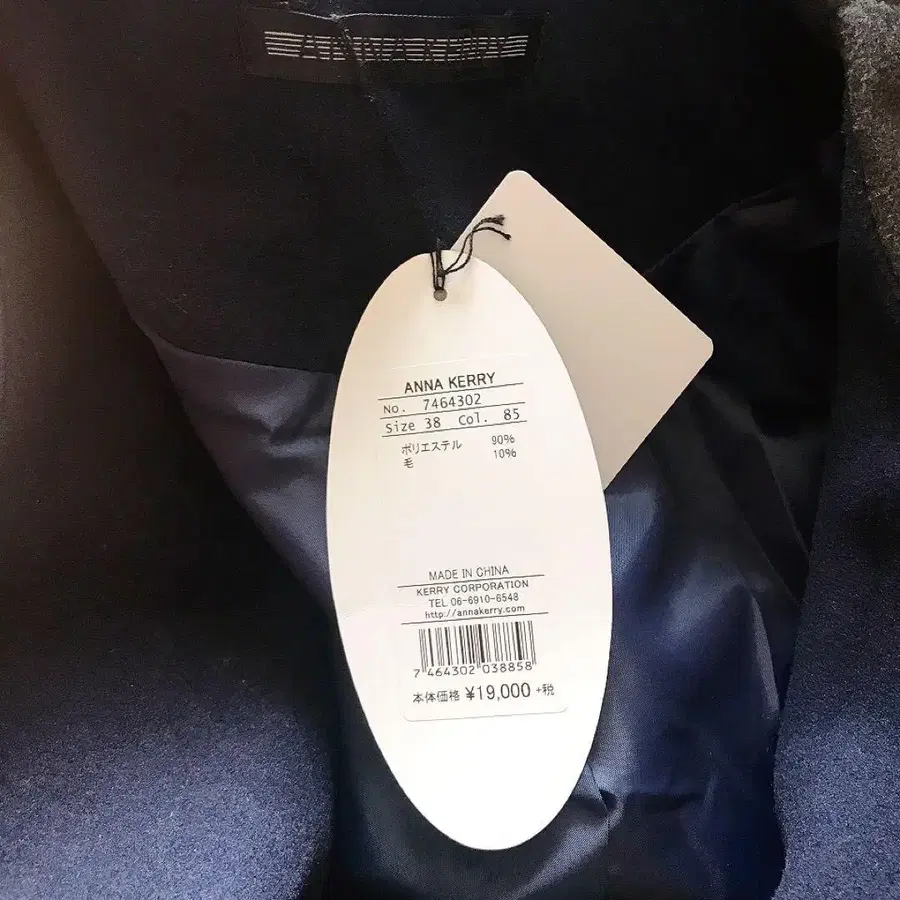 ANNA KERRY
ANNA KERRY
No. 7464302
Size 38 Col. 85
ポリエステル 90%
毛 10%
MADE IN CHINA
KERRY CORPORATION
TEL 06-6910-6548
http://annakerry.com
7 464302 038858
本体価格 ¥19,000 +税